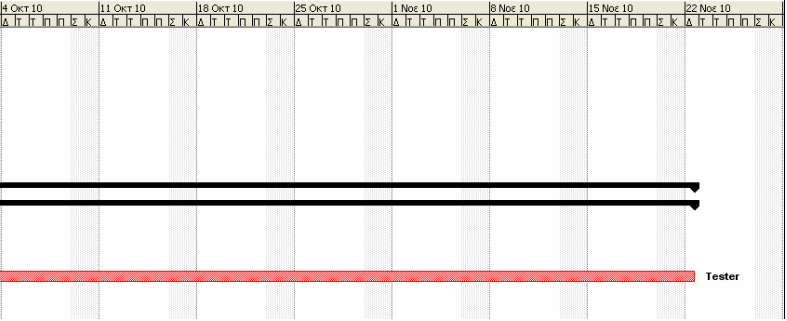 4 Οκτ 10 11 Οκτ 10 18 Οκτ 10 25 Οκτ 10 1 Νοε 10 8 Νοε 10 15 Νοε 10 22 Νοε 10
Δ Τ Τ Π Π Σ Κ Δ Τ Τ Π Π Σ Κ Δ Τ Τ Π Π Σ Κ Δ Τ Τ Π Π Σ Κ Δ Τ Τ Π Π Σ Κ Δ Τ Τ Π Π Σ Κ Δ Τ Τ Π Π Σ Κ Δ Τ Τ Π Π Σ Κ
Tester